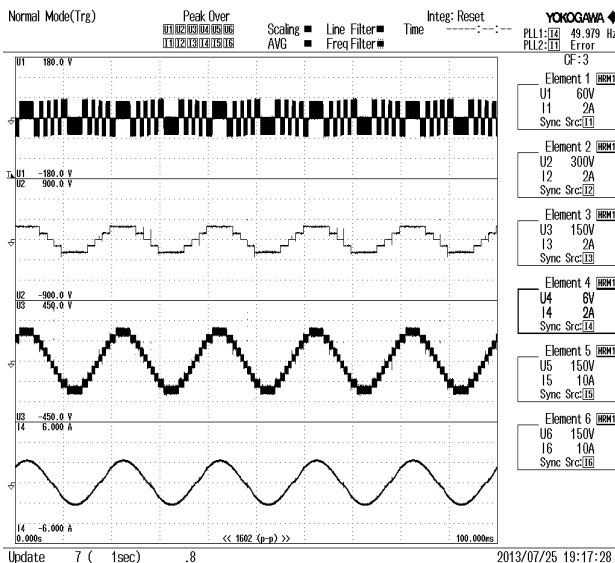 Normal Mode(Trg)
Peak Over
U1 U2 U3 U4 U5 U6
I1 I2 I3 I4 I5 I6
Scaling
AVG
Line Filter
Freq Filter
Integ: Reset
Time -----:--:--
YOKOGAWA
PLL1: I4 49.979 Hz
PLL2: I1 Error
CF:3
U1 180.0 V
U1 -180.0 V
U2 900.0 V
U2 -900.0 V
U3 450.0 V
U3 -450.0 V
I4 6.000 A
I4 -6.000 A
0.000s
<< 1602 (p-p) >>
100.000ms
Element 1 HRM1
U1 60V
I1 2A
Sync Src: I1
Element 2 HRM1
U2 300V
I2 2A
Sync Src: I2
Element 3 HRM1
U3 150V
I3 2A
Sync Src: I3
Element 4 HRM1
U4 6V
I4 2A
Sync Src: I4
Element 5 HRM1
U5 150V
I5 10A
Sync Src: I5
Element 6 HRM1
U6 150V
I6 10A
Sync Src: I6
Update 7 ( 1sec) .8
2013/07/25 19:17:28